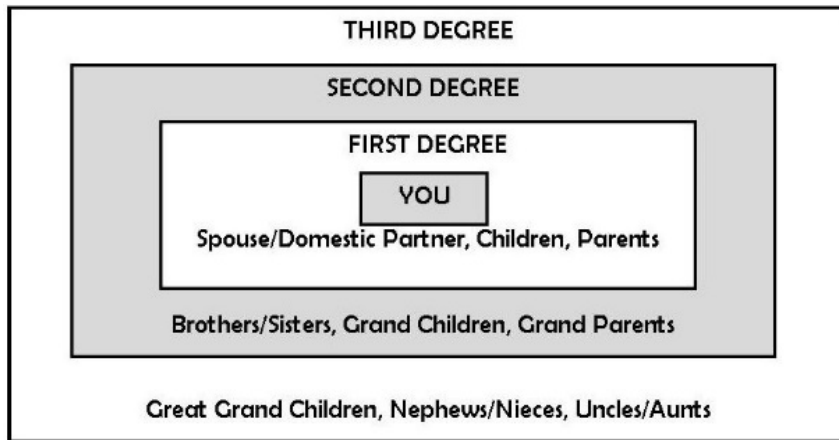 THIRD DEGREE
SECOND DEGREE
FIRST DEGREE
YOU
Spouse/Domestic Partner, Children, Parents
Brothers/Sisters, Grand Children, Grand Parents
Great Grand Children, Nephews/Nieces, Uncles/Aunts